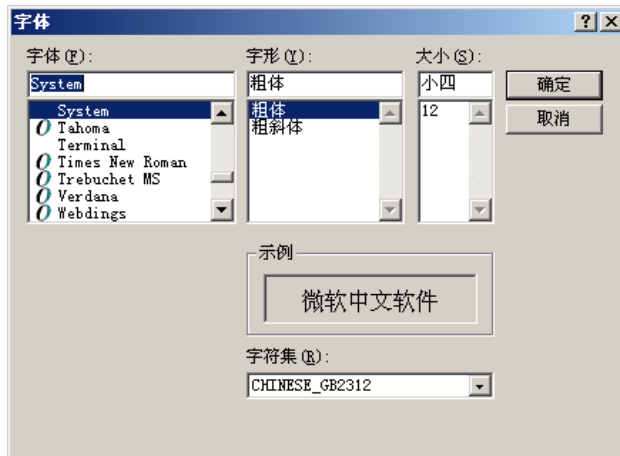 字体
字体(F):
字形(Y):
大小(S):
System
粗体
小四
确定
System
Tahoma
Terminal
Times New Roman
Trebuchet MS
Verdana
Webdings
粗体
粗斜体
12
取消
示例
微软中文软件
字符集(R):
CHINESE_GB2312